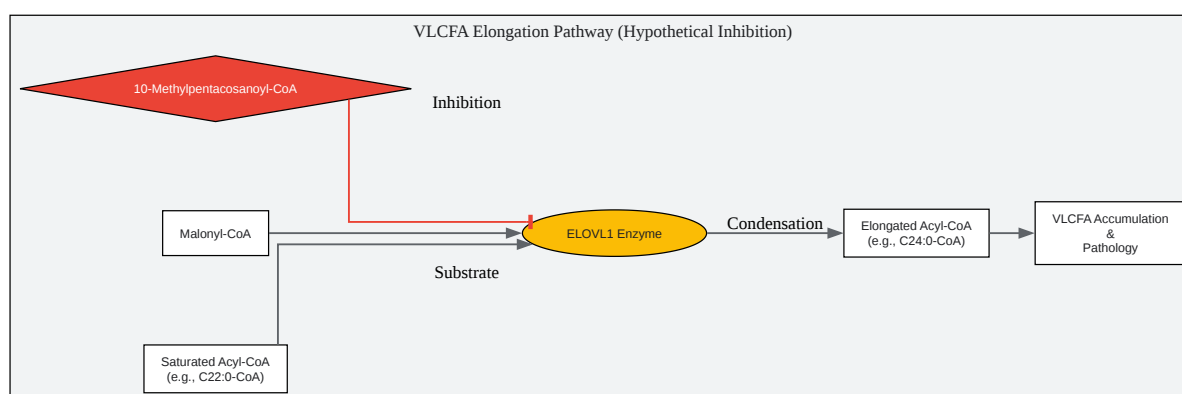 VLCFA Elongation Pathway (Hypothetical Inhibition)
10-Methylpentacosanoyl-CoA
Inhibition
Malonyl-CoA
ELOVL1 Enzyme
Condensation
Elongated Acyl-CoA
(e.g., C24:0-CoA)
VLCFA Accumulation
&
Pathology
Substrate
Saturated Acyl-CoA
(e.g., C22:0-CoA)